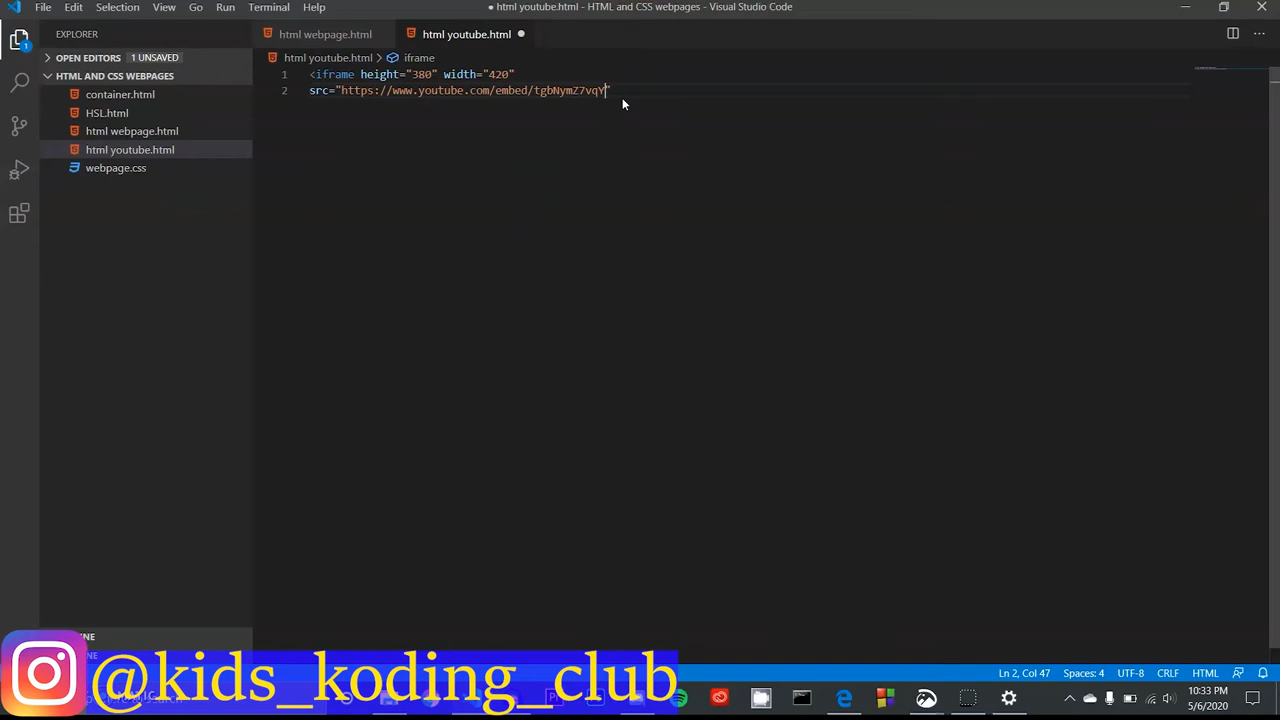 File Edit Selection View Go Run Terminal Help
● html youtube.html - HTML and CSS webpages - Visual Studio Code
EXPLORER
html webpage.html
html youtube.html
OPEN EDITORS 1 UNSAVED
html youtube.html > iframe
HTML AND CSS WEBPAGES
container.html
HSL.html
html webpage.html
html youtube.html
webpage.css
1 <iframe height="380" width="420"
2 src="https://www.youtube.com/embed/tgbNymZ7vqY"
@kids_koding_club
Ln 2, Col 47 Spaces: 4 UTF-8 CRLF HTML
10:33 PM
5/6/2020